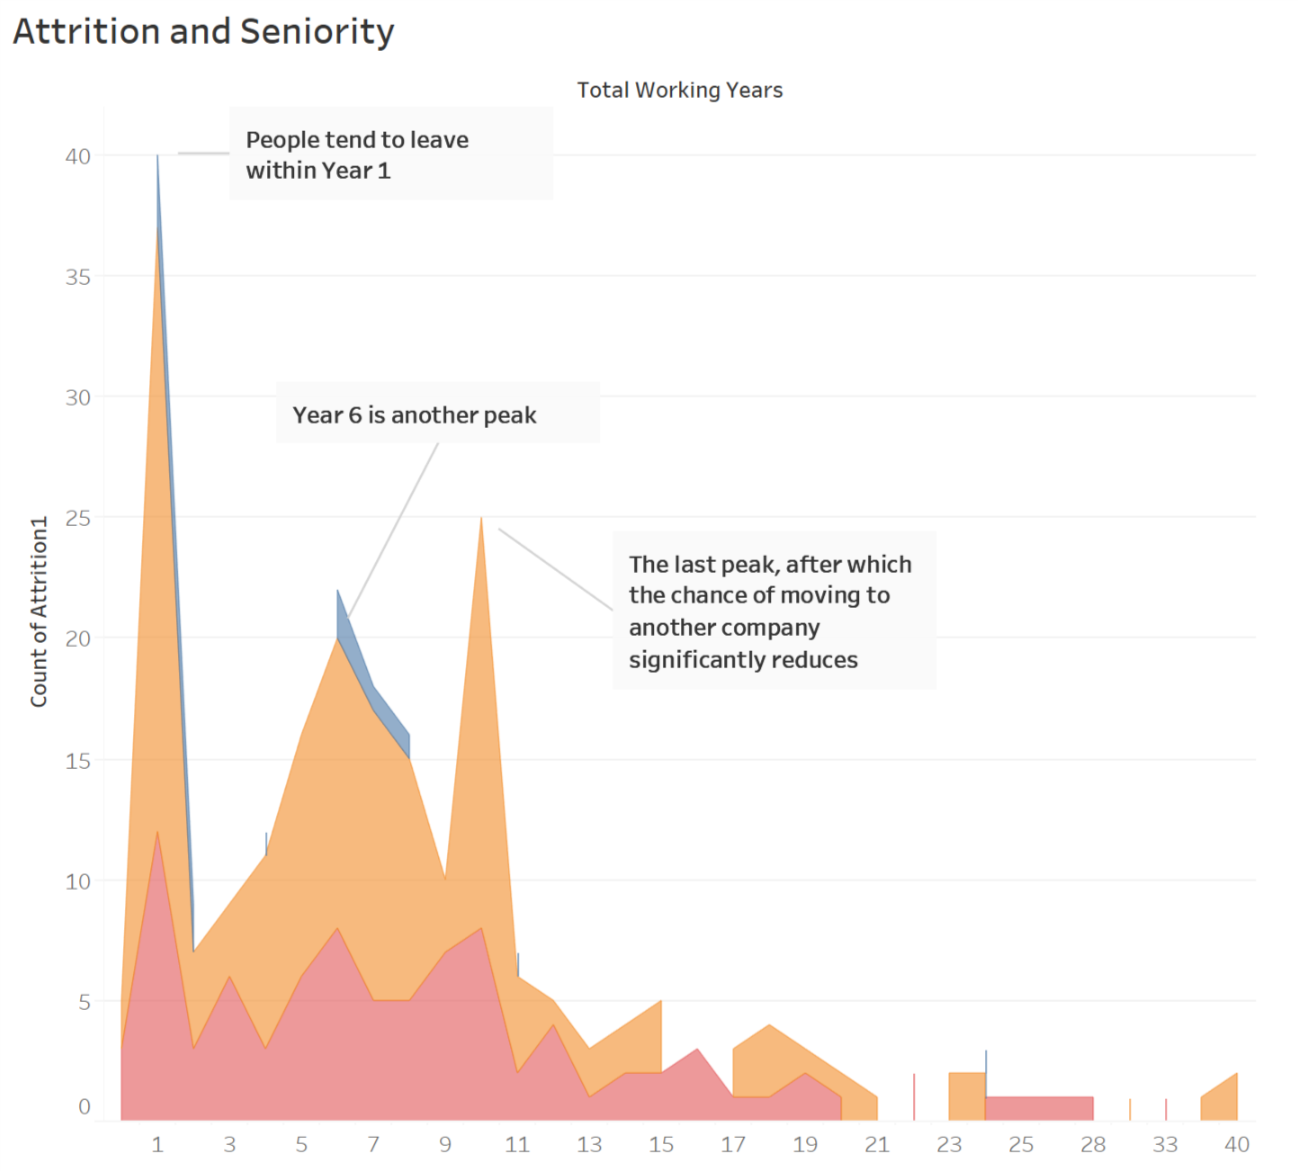 Attrition and Seniority
Total Working Years
People tend to leave
within Year 1
Year 6 is another peak
The last peak, after which
the chance of moving to
another company
significantly reduces
Count of Attrition1
40
35
30
25
20
15
10
5
0
1 3 5 7 9 11 13 15 17 19 21 23 25 28 33 40